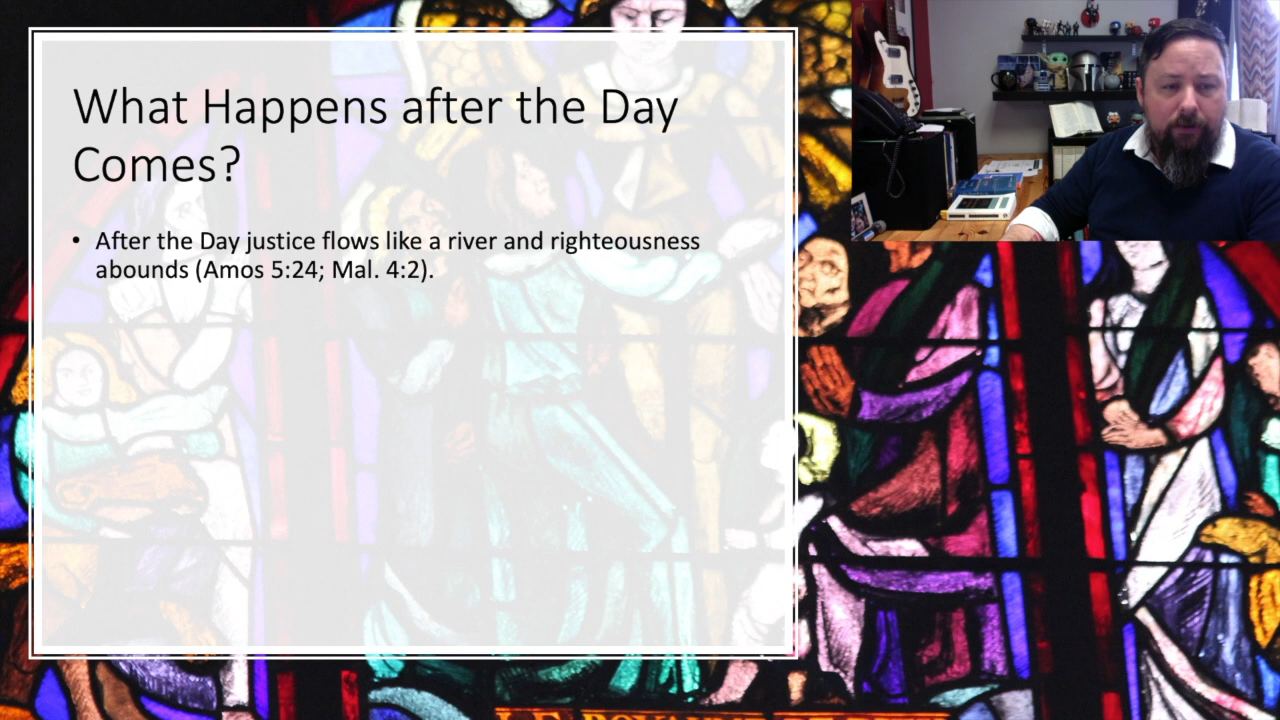 What Happens after the Day
Comes?
• After the Day justice flows like a river and righteousness
abounds (Amos 5:24; Mal. 4:2).